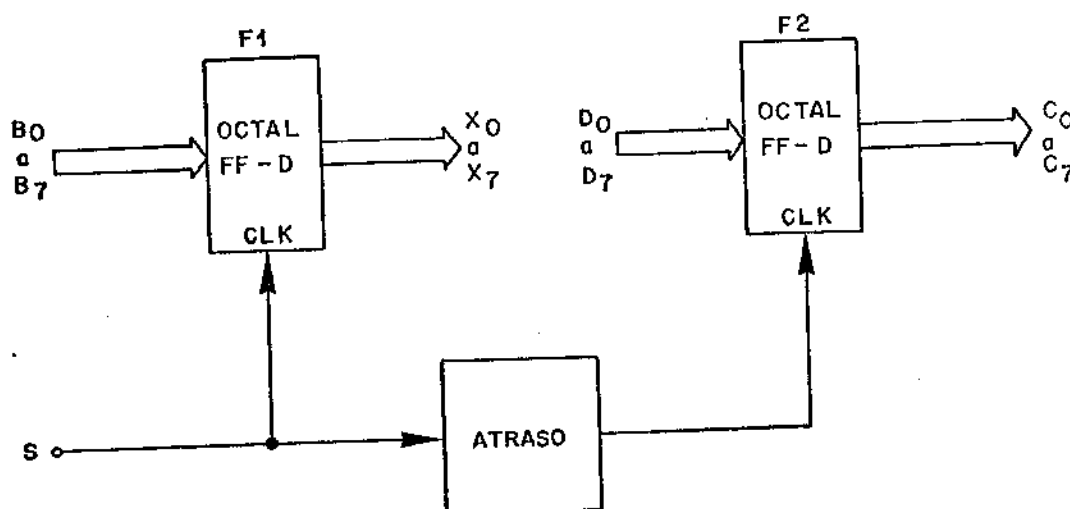 F1
B0
a
B7
OCTAL
FF-D
CLK
X0
a
X7
F2
D0
a
D7
OCTAL
FF-D
CLK
C0
a
C7
S
ATRASO